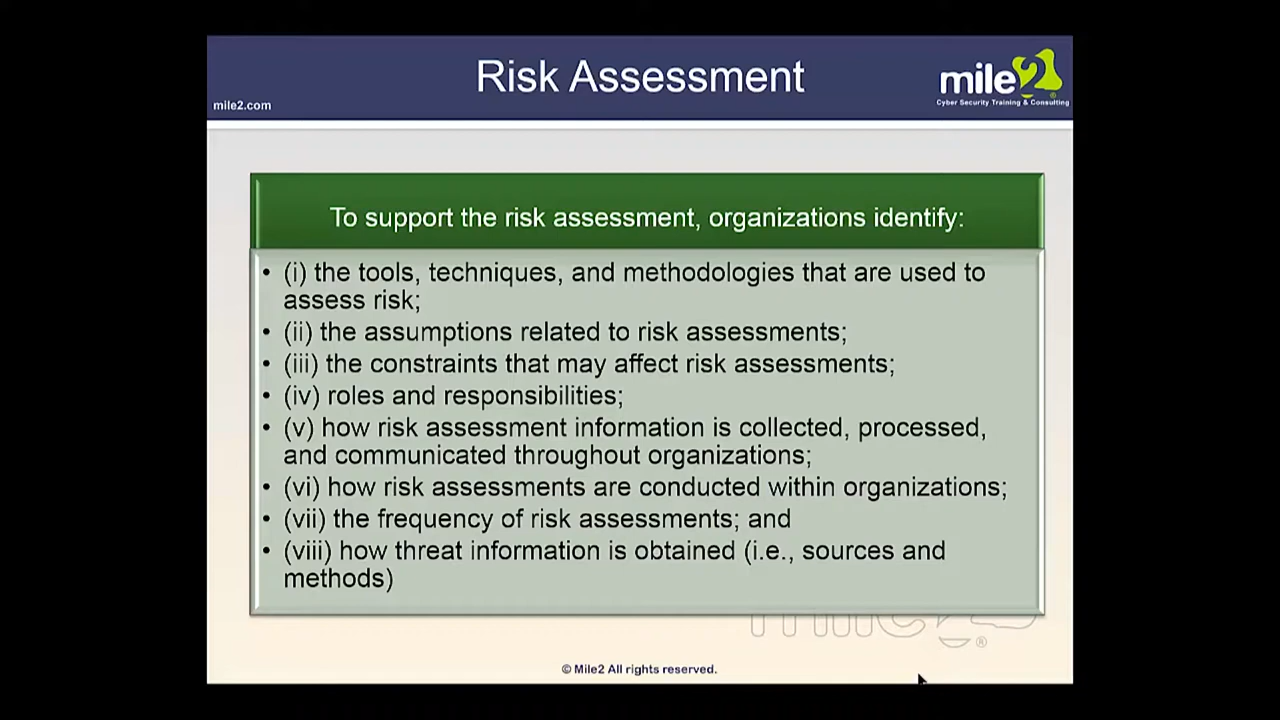 Risk Assessment
mile2
Cyber Security Training & Consulting
mile2.com
To support the risk assessment, organizations identify:
• (i) the tools, techniques, and methodologies that are used to
assess risk;
• (ii) the assumptions related to risk assessments;
• (iii) the constraints that may affect risk assessments;
• (iv) roles and responsibilities;
• (v) how risk assessment information is collected, processed,
and communicated throughout organizations;
• (vi) how risk assessments are conducted within organizations;
• (vii) the frequency of risk assessments; and
• (viii) how threat information is obtained (i.e., sources and
methods)
mile2®
© Mile2 All rights reserved.